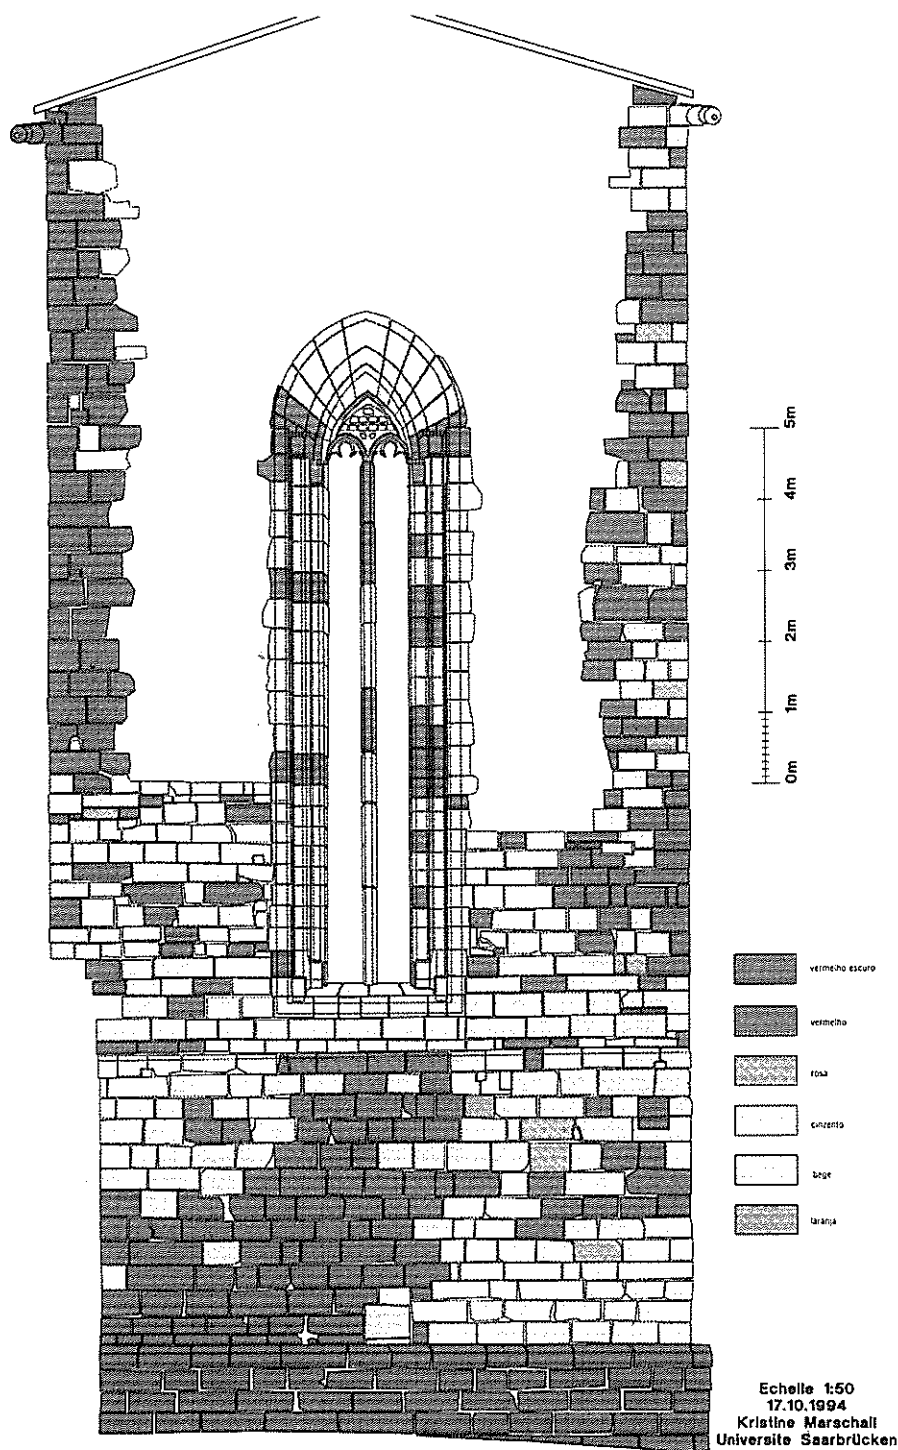 5m
4m
3m
2m
1m
0m
vermelho escuro
vermelho
rosa
cinzento
bege
laranja
Echelle 1:50
17.10.1994
Kristine Marschall
Universite Saarbrücken